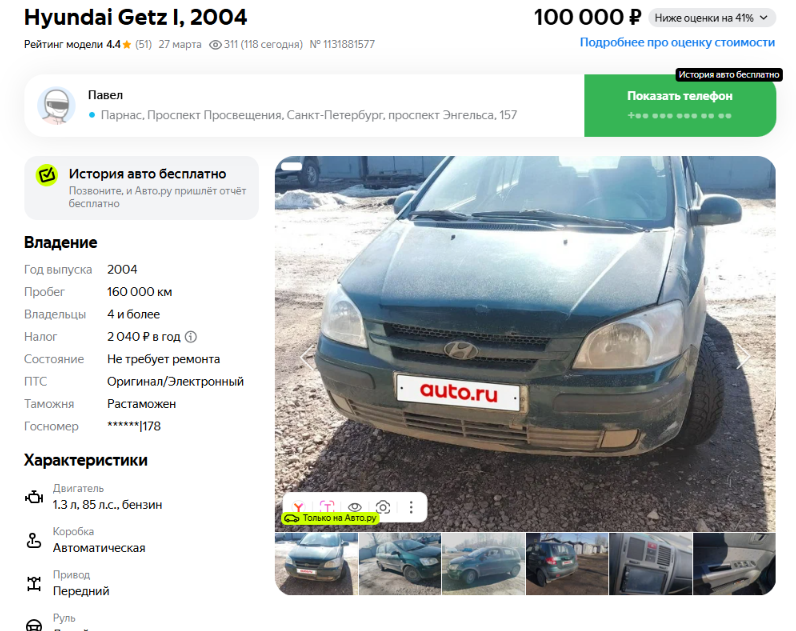 Hyundai Getz I, 2004
100 000 ₽ Ниже оценки на 41%
Рейтинг модели 4.4 (51) 27 марта 311 (118 сегодня) № 1131881577
Подробнее про оценку стоимости
История авто бесплатно
Павел
Парнас, Проспект Просвещения, Санкт-Петербург, проспект Энгельса, 157
Показать телефон
История авто бесплатно
Позвоните, и Авто.ру пришлёт отчёт
бесплатно
Владение
Год выпуска 2004
Пробег 160 000 км
Владельцы 4 и более
Налог 2 040 ₽ в год
Состояние Не требует ремонта
ПТС Оригинал/Электронный
Таможня Растаможен
Госномер ******|178
Характеристики
Двигатель
1.3 л, 85 л.с., бензин
Коробка
Автоматическая
Привод
Передний
Руль
auto.ru
Только на Авто.ру